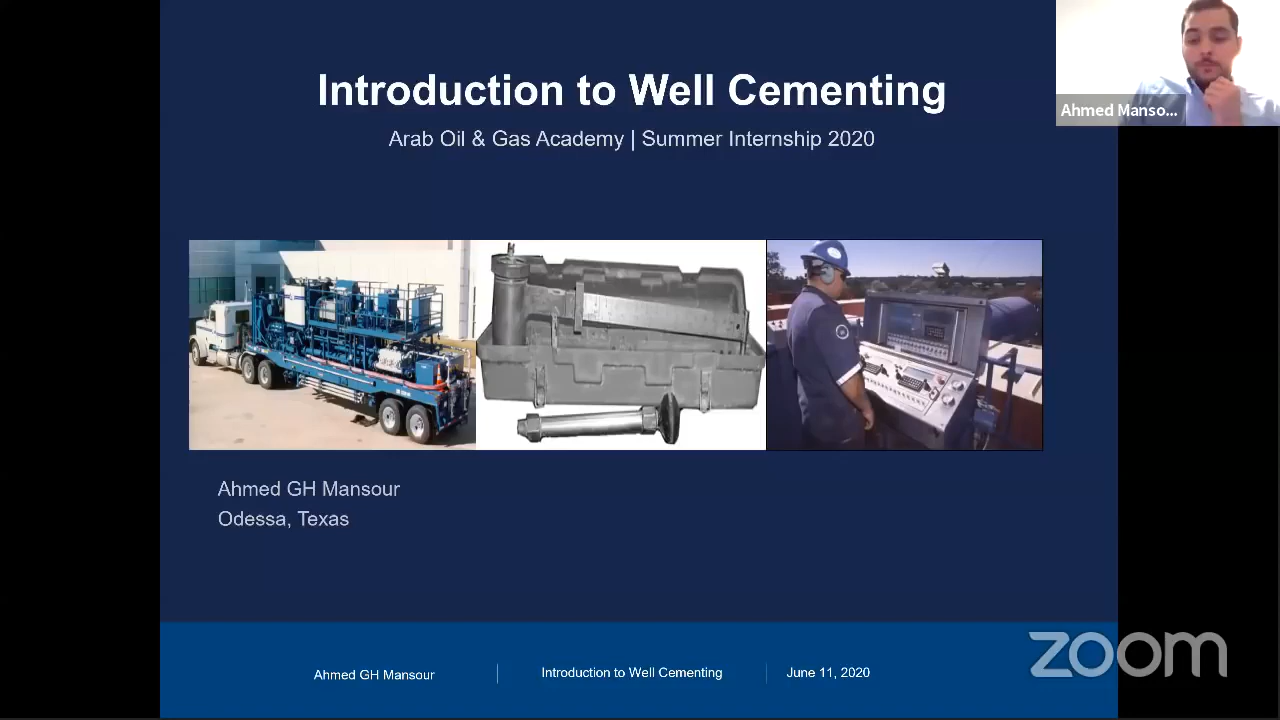 Introduction to Well Cementing
Arab Oil & Gas Academy | Summer Internship 2020
Ahmed Manso...
Ahmed GH Mansour
Odessa, Texas
Ahmed GH Mansour
Introduction to Well Cementing
June 11, 2020
zoom